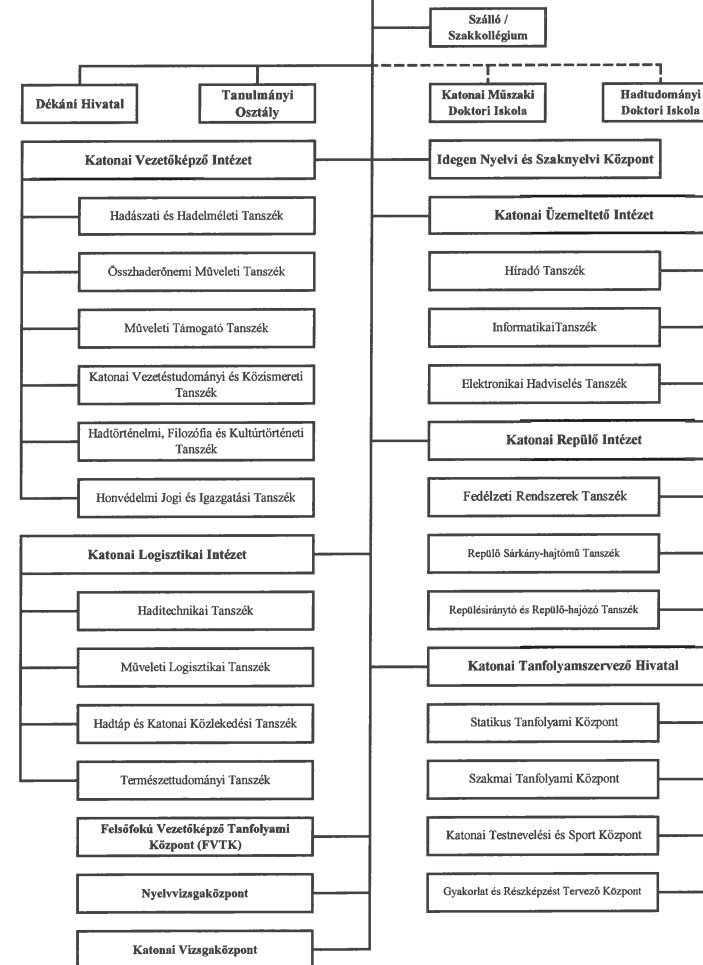 Szálló /
Szakkollégium
Dékáni Hivatal
Tanulmányi
Osztály
Katonai Műszaki
Doktori Iskola
Hadtudományi
Doktori Iskola
Katonai Vezetőképző Intézet
Hadászati és Hadelméleti Tanszék
Összhaderőnemi Műveleti Tanszék
Műveleti Támogató Tanszék
Katonai Vezetéstudományi és Közismereti
Tanszék
Hadtörténelmi, Filozófia és Kultúrtörténeti
Tanszék
Honvédelmi Jogi és Igazgatási Tanszék
Katonai Logisztikai Intézet
Haditechnikai Tanszék
Műveleti Logisztikai Tanszék
Hadtáp és Katonai Közlekedési Tanszék
Természettudományi Tanszék
Felsőfokú Vezetőképző Tanfolyami
Központ (FVTK)
Nyelvvizsgaközpont
Katonai Vizsgaközpont
Idegen Nyelvi és Szaknyelvi Központ
Katonai Üzemeltető Intézet
Híradó Tanszék
InformatikaiTanszék
Elektronikai Hadviselés Tanszék
Katonai Repülő Intézet
Fedélzeti Rendszerek Tanszék
Repülő Sárkány-hajtómű Tanszék
Repülésirányító és Repülő-hajózó Tanszék
Katonai Tanfolyamszervező Hivatal
Statikus Tanfolyami Központ
Szakmai Tanfolyami Központ
Katonai Testnevelési és Sport Központ
Gyakorlat és Részképzést Tervező Központ